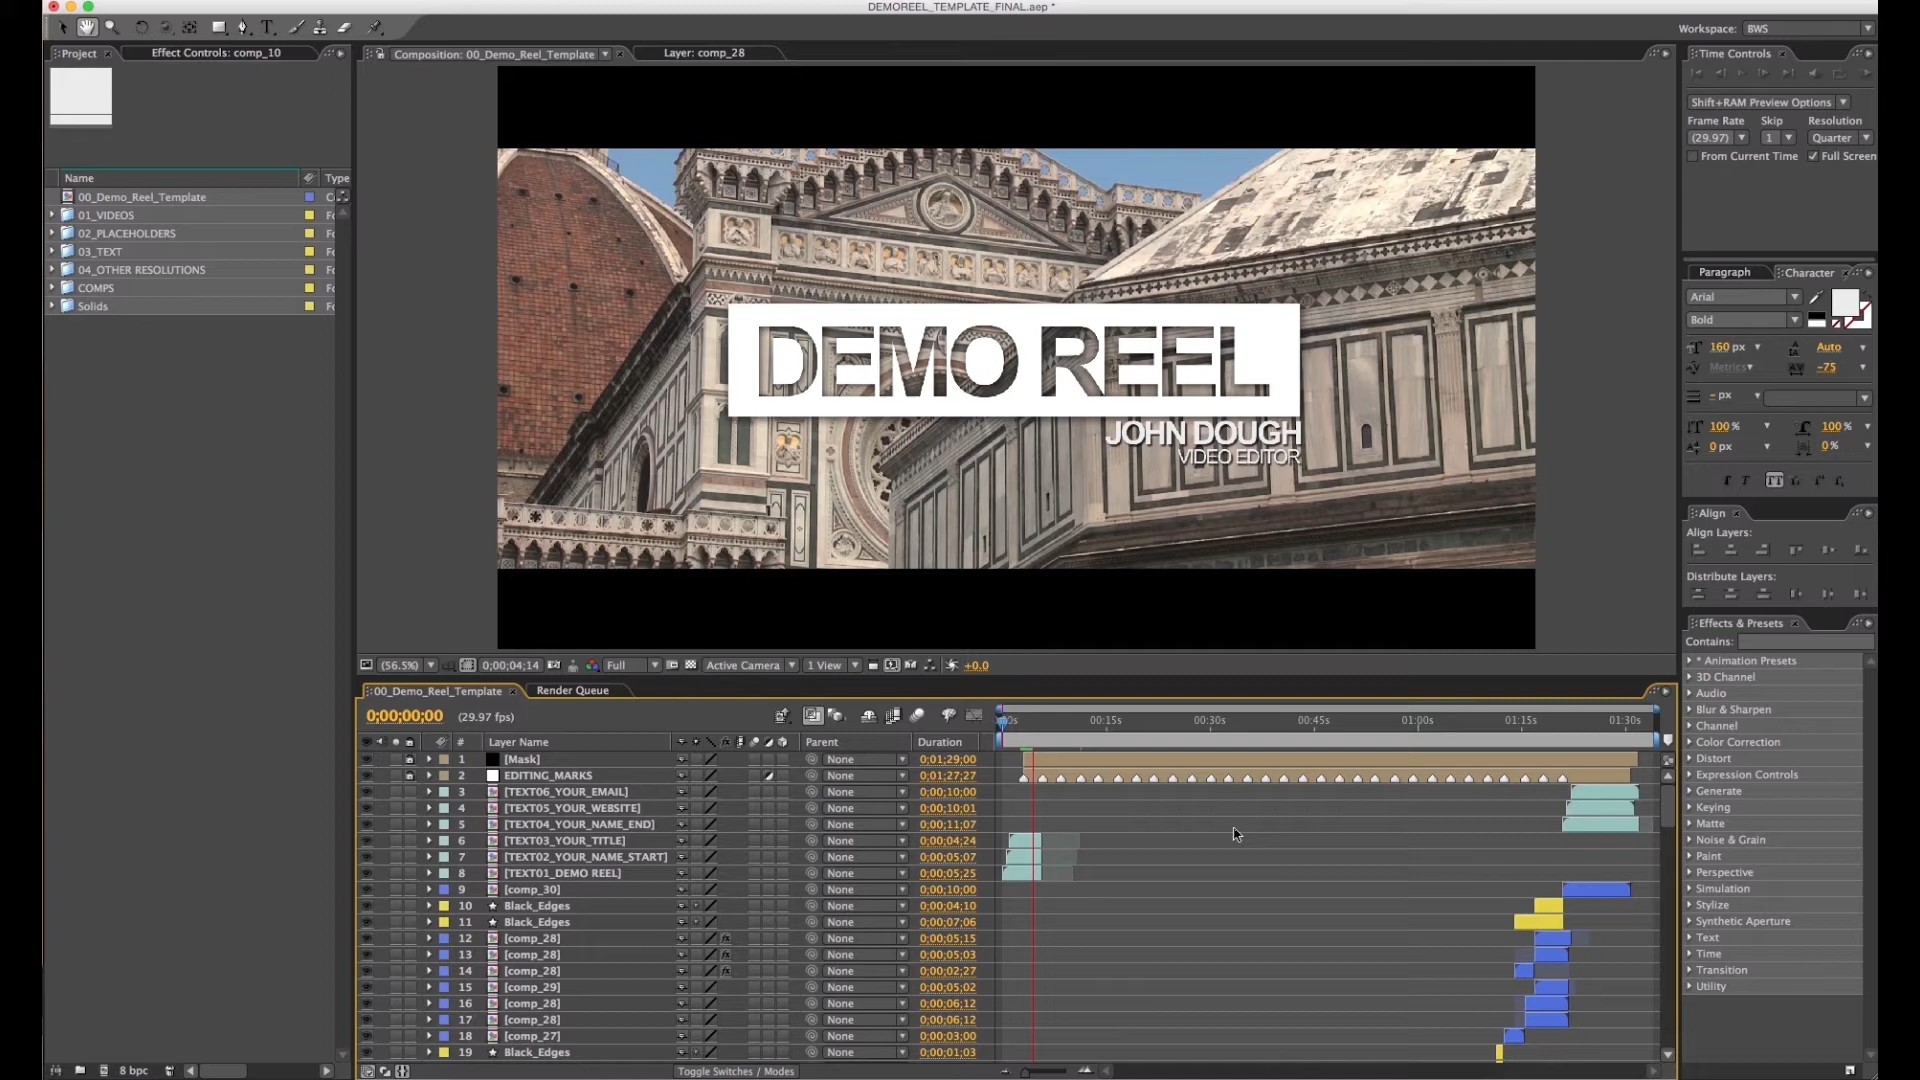 DEMOREEL_TEMPLATE_FINAL.aep *
Workspace: BWS
Project
Effect Controls: comp_10
Composition: 00_Demo_Reel_Template
Layer: comp_28
Time Controls
Shift+RAM Preview Options
Frame Rate Skip Resolution
(29.97) 1 Quarter
From Current Time Full Screen
Name Type
00_Demo_Reel_Template C
01_VIDEOS Fo
02_PLACEHOLDERS Fo
03_TEXT Fo
04_OTHER RESOLUTIONS Fo
COMPS Fo
Solids Fo
DEMO REEL
JOHN DOUGH
VIDEO EDITOR
Paragraph Character
Arial
Bold
160 px Auto
Metrics -75
- px
100 % 100 %
0 px 0 %
Align
Align Layers:
Distribute Layers:
Effects & Presets
Contains:
* Animation Presets
3D Channel
Audio
Blur & Sharpen
Channel
Color Correction
Distort
Expression Controls
Generate
Keying
Matte
Noise & Grain
Paint
Perspective
Simulation
Stylize
Synthetic Aperture
Text
Time
Transition
Utility
(56.5%) 0;00;04;14 Full Active Camera 1 View +0.0
00_Demo_Reel_Template
Render Queue
0;00;00;00 (29.97 fps)
00:15s 00:30s 00:45s 01:00s 01:15s 01:30s
# Layer Name Parent Duration
1 [Mask] None 0;01;29;00
2 EDITING_MARKS None 0;01;27;27
3 [TEXT06_YOUR_EMAIL] None 0;00;10;00
4 [TEXT05_YOUR_WEBSITE] None 0;00;10;01
5 [TEXT04_YOUR_NAME_END] None 0;00;11;07
6 [TEXT03_YOUR_TITLE] None 0;00;04;24
7 [TEXT02_YOUR_NAME_START] None 0;00;05;07
8 [TEXT01_DEMO REEL] None 0;00;05;25
9 [comp_30] None 0;00;10;00
10 Black_Edges None 0;00;04;10
11 Black_Edges None 0;00;07;06
12 [comp_28] None 0;00;05;15
13 [comp_28] None 0;00;05;03
14 [comp_28] None 0;00;02;27
15 [comp_29] None 0;00;05;02
16 [comp_28] None 0;00;06;12
17 [comp_28] None 0;00;06;12
18 [comp_27] None 0;00;03;00
19 Black_Edges None 0;00;01;03
8 bpc
Toggle Switches / Modes